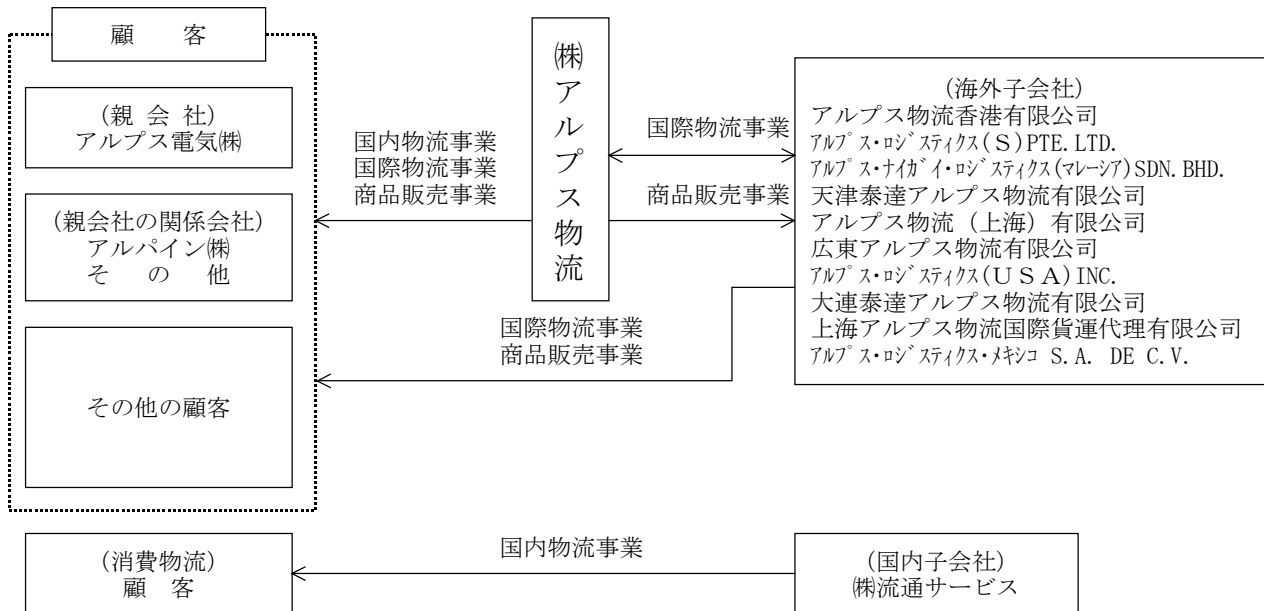 顧　客
(親 会 社)
アルプス電気㈱
(親会社の関係会社)
アルパイン㈱
そ　の　他
その他の顧客
国内物流事業
国際物流事業
商品販売事業
㈱アルプス物流
国際物流事業
商品販売事業
(海外子会社)
アルプス物流香港有限公司
ｱﾙﾌﾟｽ･ﾛｼﾞｽティクス(Ｓ)PTE.LTD.
ｱﾙﾌﾟｽ･ﾅｲｶﾞｲ･ﾛｼﾞｽティクス(ﾏﾚｰｼｱ)SDN.BHD.
天津泰達アルプス物流有限公司
アルプス物流（上海）有限公司
広東アルプス物流有限公司
ｱﾙﾌﾟｽ･ﾛｼﾞｽティクス(ＵＳＡ)INC.
大連泰達アルプス物流有限公司
上海アルプス物流国際貨運代理有限公司
ｱﾙﾌﾟｽ･ﾛｼﾞｽティクス･ﾒｷｼｺ S.A. DE C.V.
国際物流事業
商品販売事業
(消費物流)
顧　客
国内物流事業
(国内子会社)
㈱流通サービス